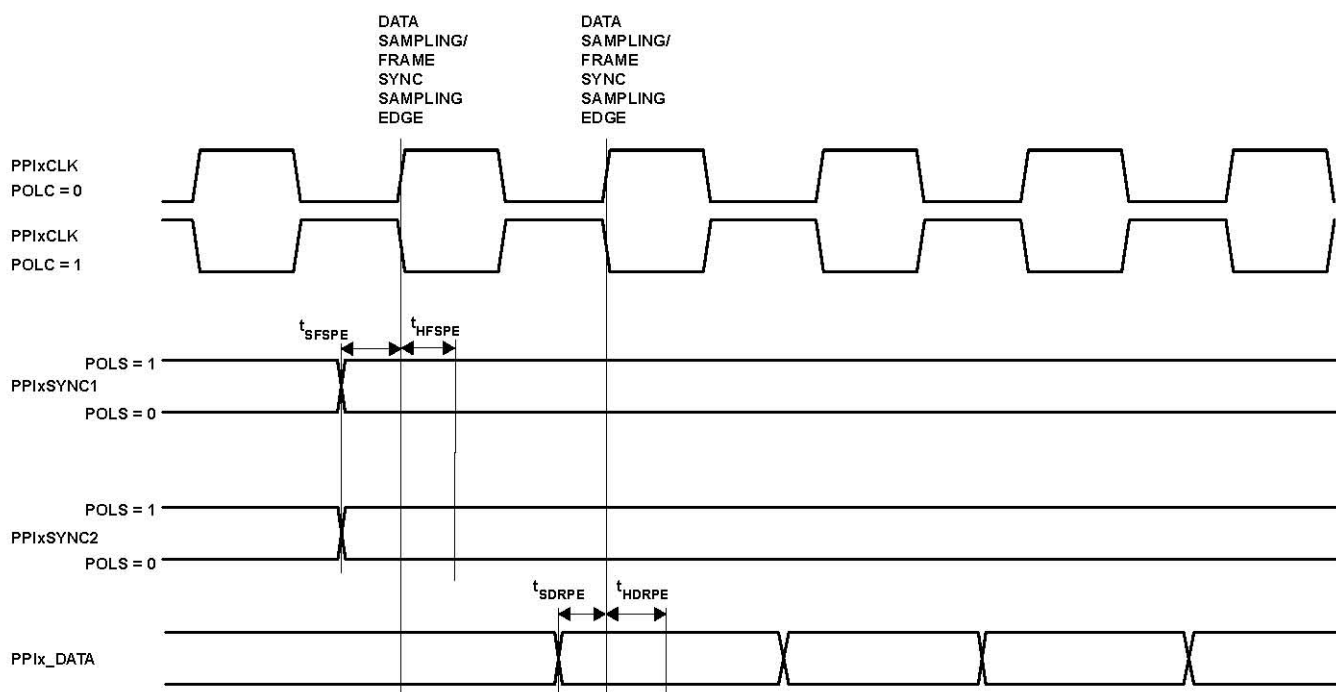 DATA
SAMPLING/
FRAME
SYNC
SAMPLING
EDGE
DATA
SAMPLING/
FRAME
SYNC
SAMPLING
EDGE
PPIxCLK
POLC = 0
PPIxCLK
POLC = 1
tSFSPE
tHFSPE
POLS = 1
PPIxSYNC1
POLS = 0
POLS = 1
PPIxSYNC2
POLS = 0
tSDRPE
tHDRPE
PPIx_DATA